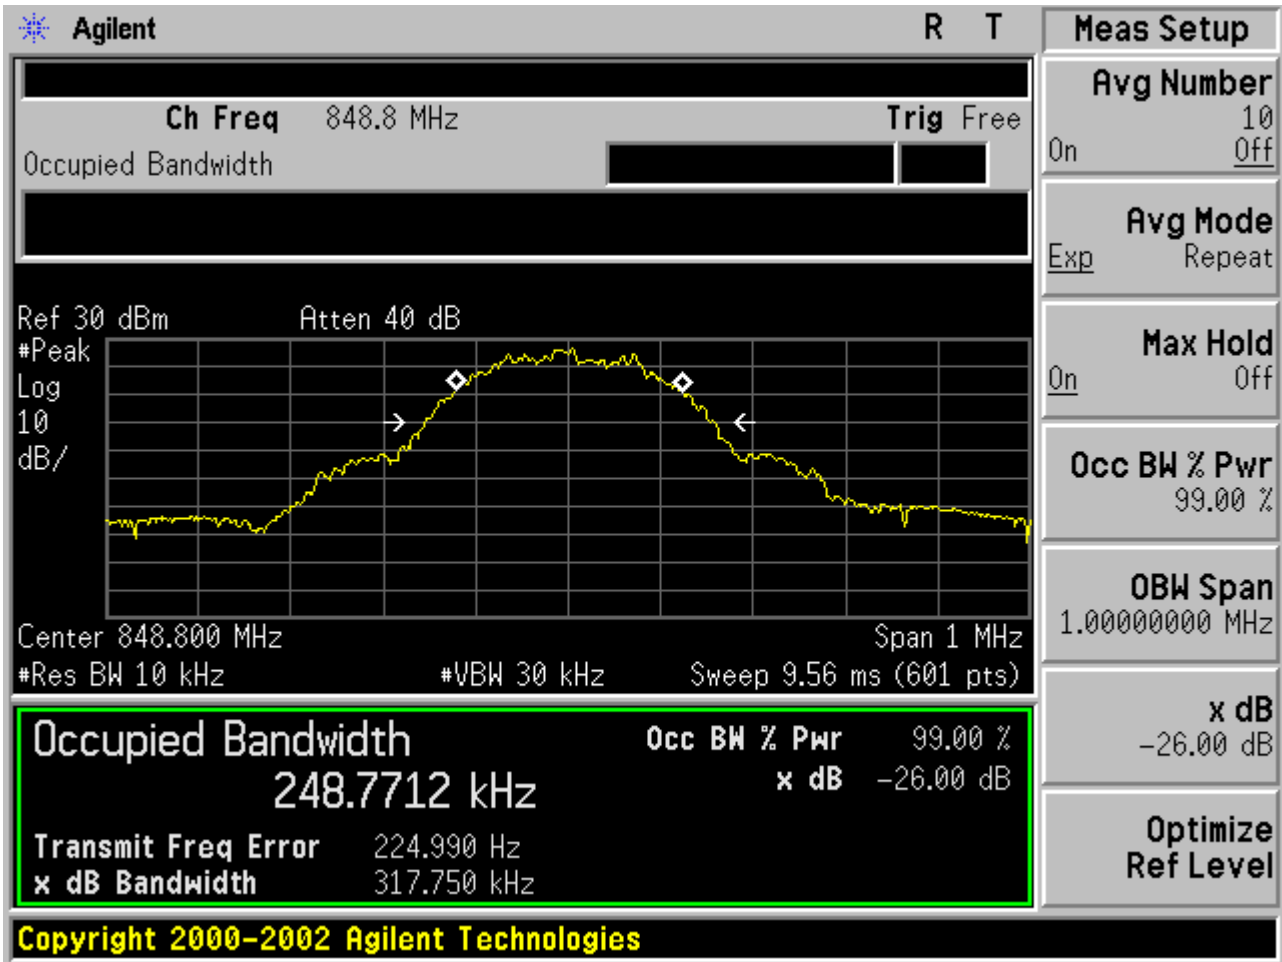 Agilent R T
Ch Freq 848.8 MHz Trig Free
Occupied Bandwidth
Ref 30 dBm Atten 40 dB
#Peak
Log
10
dB/
Center 848.800 MHz Span 1 MHz
#Res BW 10 kHz #VBW 30 kHz Sweep 9.56 ms (601 pts)
Occupied Bandwidth Occ BW % Pwr 99.00 %
248.7712 kHz x dB -26.00 dB
Transmit Freq Error 224.990 Hz
x dB Bandwidth 317.750 kHz
Copyright 2000-2002 Agilent Technologies
Meas Setup
Avg Number
10
On Off
Avg Mode
Exp Repeat
Max Hold
On Off
Occ BW % Pwr
99.00 %
OBW Span
1.00000000 MHz
x dB
-26.00 dB
Optimize
Ref Level